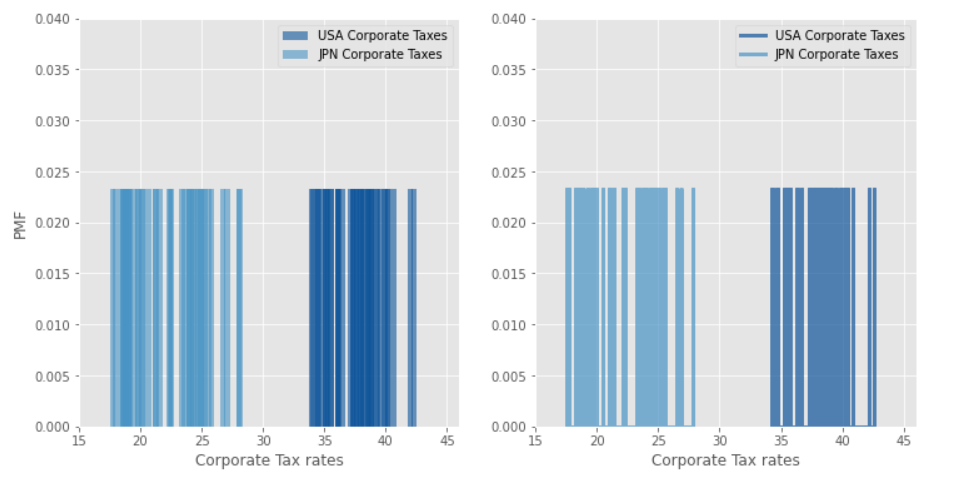 0.040
0.035
0.030
0.025
0.020
0.015
0.010
0.005
0.000
PMF
15 20 25 30 35 40 45
Corporate Tax rates
USA Corporate Taxes
JPN Corporate Taxes
0.040
0.035
0.030
0.025
0.020
0.015
0.010
0.005
0.000
15 20 25 30 35 40 45
Corporate Tax rates
USA Corporate Taxes
JPN Corporate Taxes